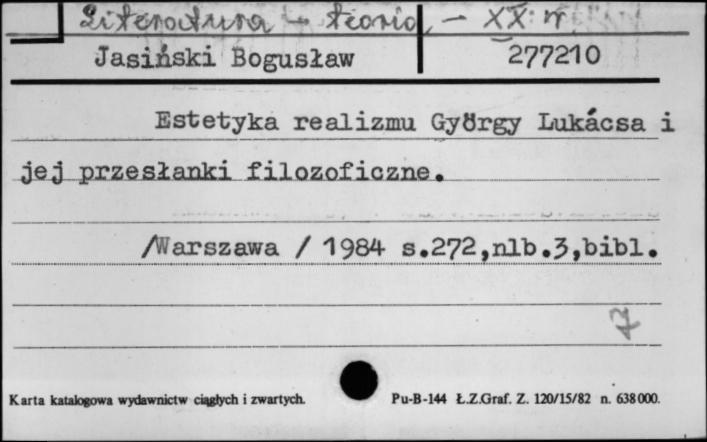 Literatura - teoria - XX w.
Jasiński Bogusław 277210
Estetyka realizmu György Lukácsa i
jej przesłanki filozoficzne.
/Warszawa / 1984 s.272,nlb.3,bibl.
7
Karta katalogowa wydawnictw ciągłych i zwartych. Pu-B-144 Ł.Z.Graf. Z. 120/15/82 n. 638000.